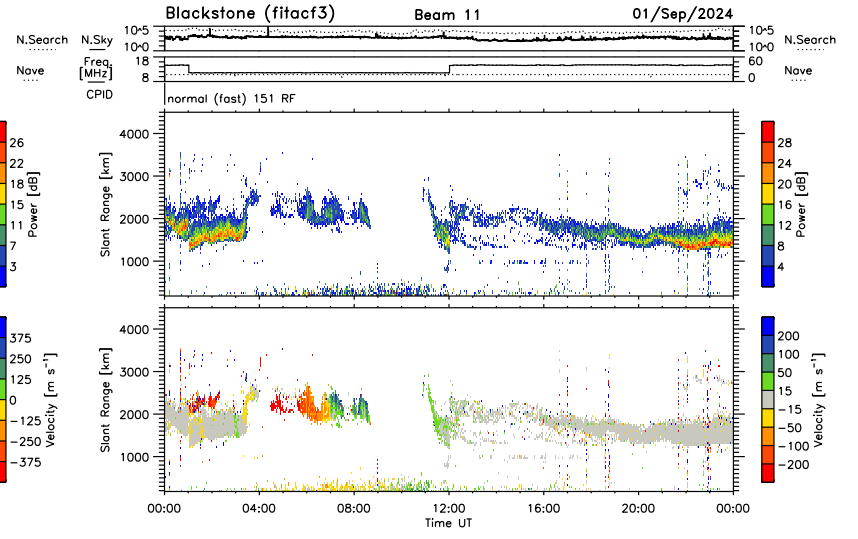 Blackstone (fitacf3) Beam 11 01/Sep/2024
N.Search N.Sky 10^5 10^0 10^5 10^0 N.Search
Nave Freq. [MHz] 18 8 60 0 Nave
CPID normal (fast) 151 RF
Power [dB] 26 22 18 15 11 7 3
Slant Range [km] 4000 3000 2000 1000
28 24 20 16 12 8 4 Power [dB]
375 250 125 0 -125 -250 -375 Velocity [m s⁻¹]
Slant Range [km] 4000 3000 2000 1000
200 100 50 15 -15 -50 -100 -200 Velocity [m s⁻¹]
00:00 04:00 08:00 12:00 16:00 20:00 00:00
Time UT